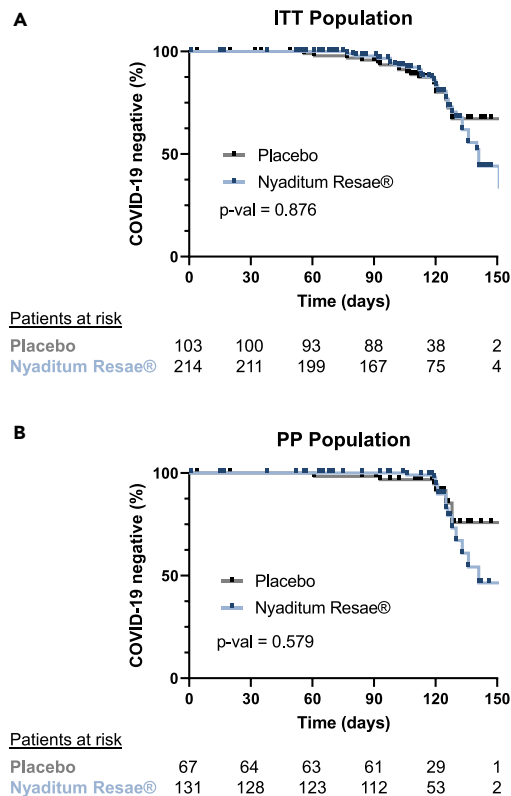 A
ITT Population
COVID-19 negative (%)
100
50
0
Placebo
Nyaditum Resae®
p-val = 0.876
0 30 60 90 120 150
Time (days)
Patients at risk
Placebo 103 100 93 88 38 2
Nyaditum Resae® 214 211 199 167 75 4
B
PP Population
COVID-19 negative (%)
100
50
0
Placebo
Nyaditum Resae®
p-val = 0.579
0 30 60 90 120 150
Time (days)
Patients at risk
Placebo 67 64 63 61 29 1
Nyaditum Resae® 131 128 123 112 53 2